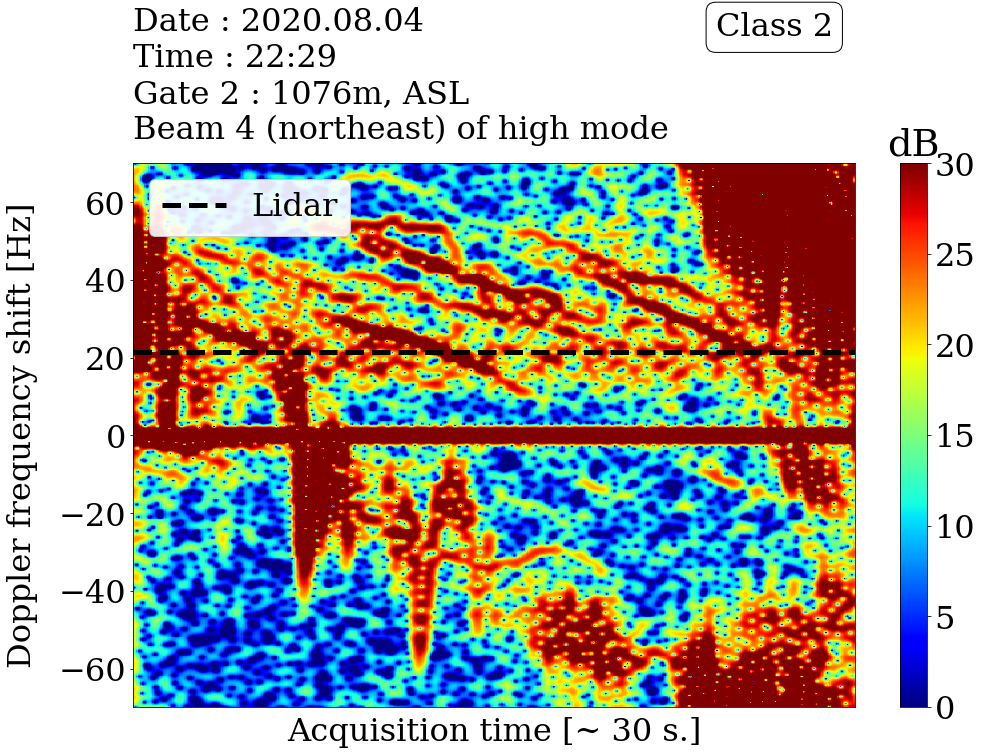 Date : 2020.08.04
Time : 22:29
Gate 2 : 1076m, ASL
Beam 4 (northeast) of high mode
Class 2
dB
Lidar
Doppler frequency shift [Hz]
60
40
20
0
−20
−40
−60
30
25
20
15
10
5
0
Acquisition time [~ 30 s.]